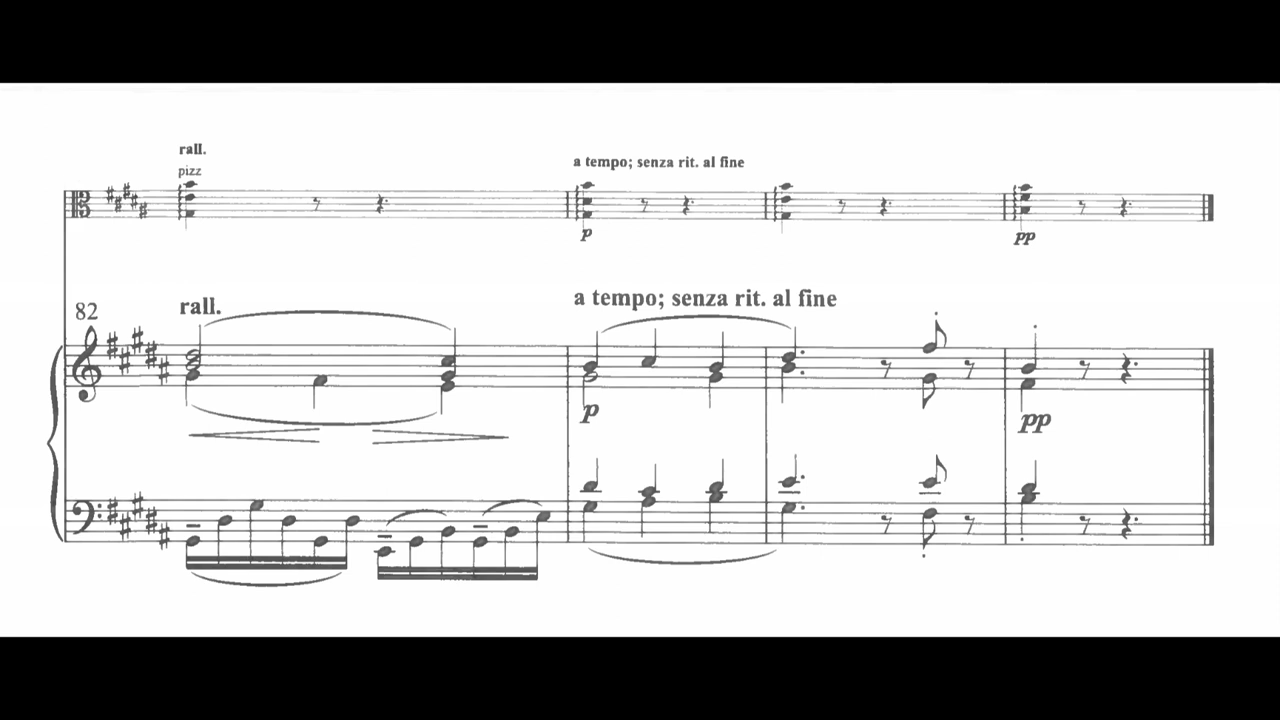 rall.
pizz
a tempo; senza rit. al fine
p
pp
82
rall.
a tempo; senza rit. al fine
p
pp